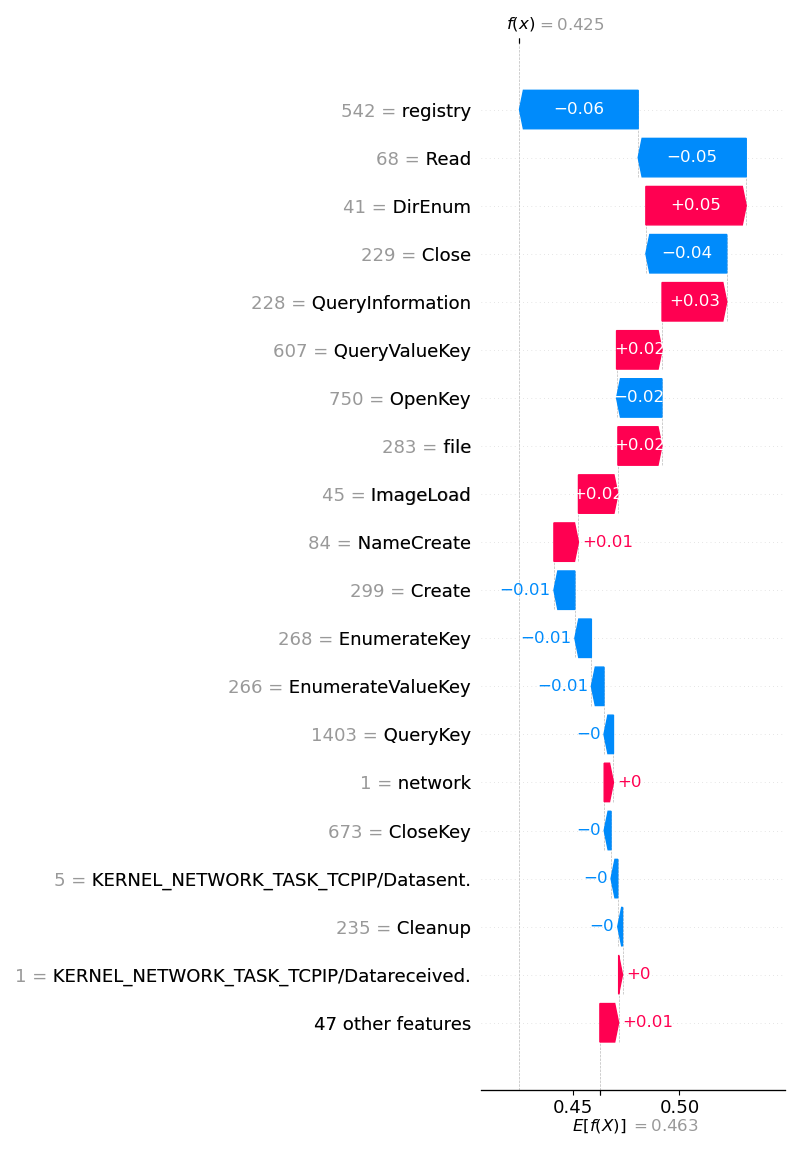 f(x) = 0.425
542 = registry −0.06
68 = Read −0.05
41 = DirEnum +0.05
229 = Close −0.04
228 = QueryInformation +0.03
607 = QueryValueKey +0.02
750 = OpenKey −0.02
283 = file +0.02
45 = ImageLoad +0.02
84 = NameCreate +0.01
299 = Create −0.01
268 = EnumerateKey −0.01
266 = EnumerateValueKey −0.01
1403 = QueryKey −0
1 = network +0
673 = CloseKey −0
5 = KERNEL_NETWORK_TASK_TCPIP/Datasent. −0
235 = Cleanup −0
1 = KERNEL_NETWORK_TASK_TCPIP/Datareceived. +0
47 other features +0.01
0.45 0.50
E[f(X)] = 0.463